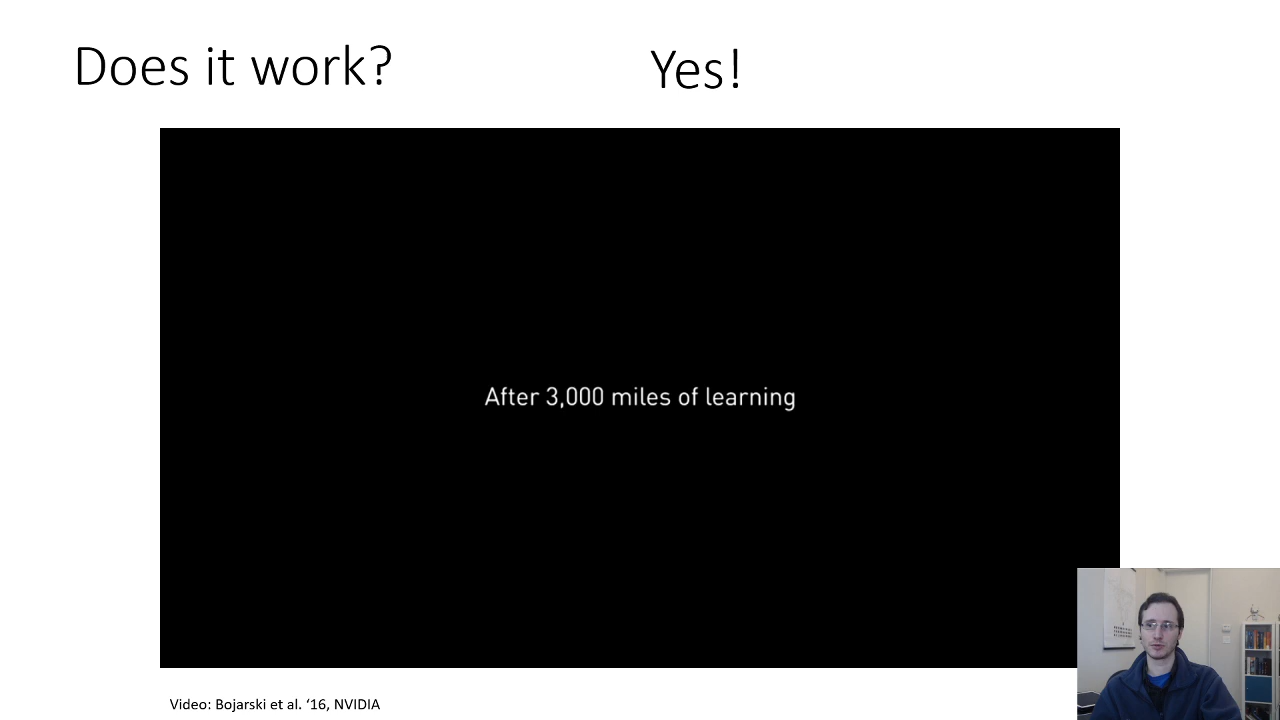 Does it work?
Yes!
After 3,000 miles of learning
Video: Bojarski et al. ‘16, NVIDIA